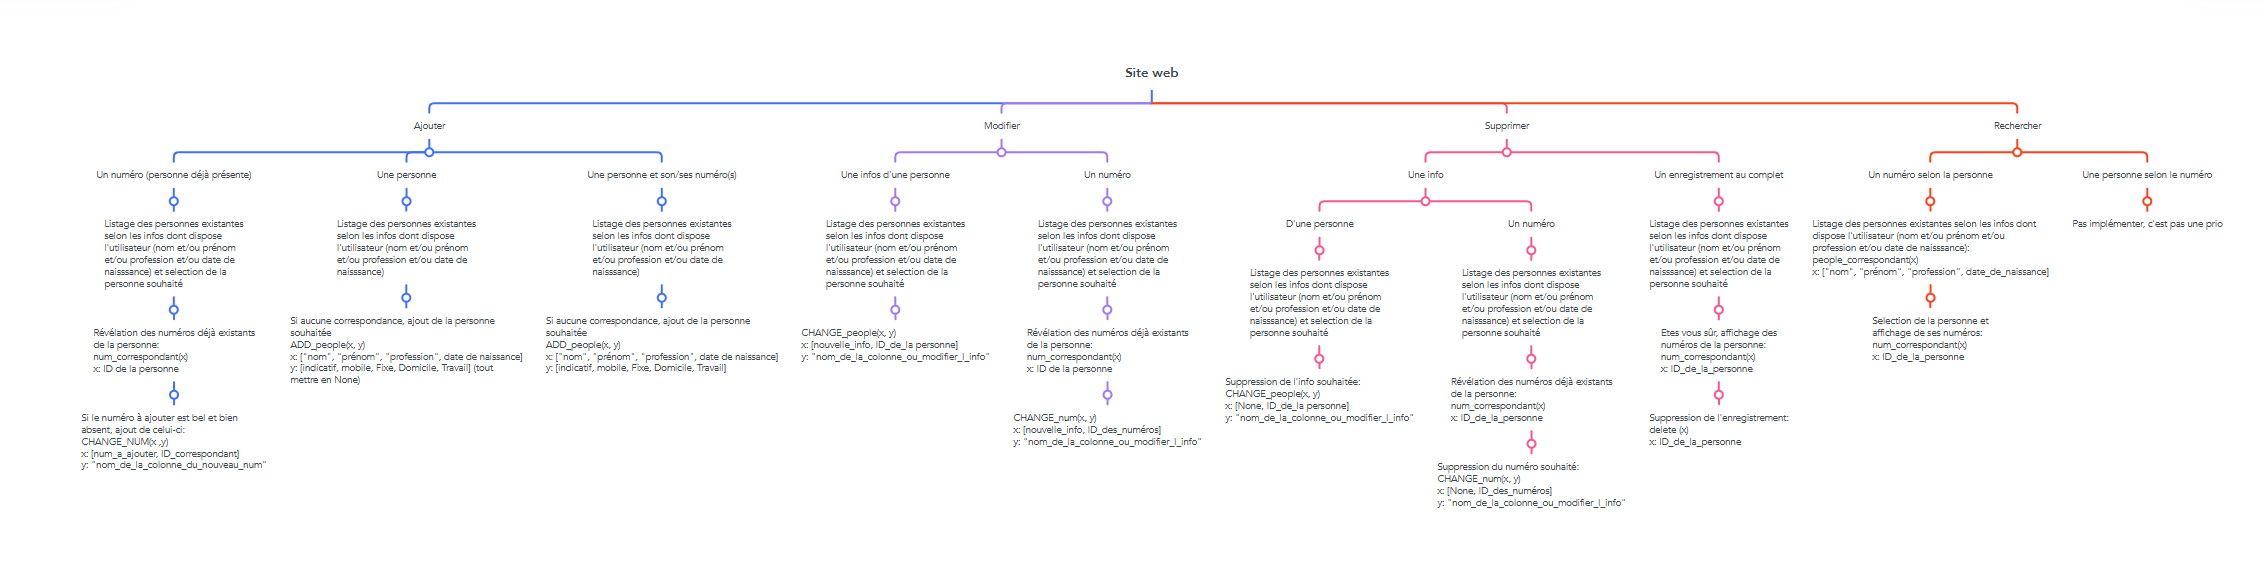 Site web
Ajouter
Modifier
Supprimer
Rechercher
Un numéro (personne déjà présente)
Une personne
Une personne et son/ses numéro(s)
Une infos d'une personne
Un numéro
Une info
Un enregistrement au complet
Un numéro selon la personne
Une personne selon le numéro
Listage des personnes existantes
selon les infos dont dispose
l'utilisateur (nom et/ou prénom
et/ou profession et/ou date de
naisssance) et selection de la
personne souhaité
Révélation des numéros déjà existants
de la personne:
num_correspondant(x)
x: ID de la personne
Si le numéro à ajouter est bel et bien
absent, ajout de celui-ci:
CHANGE_NUM(x ,y)
x: [num_a_ajouter, ID_correspondant]
y: "nom_de_la_colonne_du_nouveau_num"
Listage des personnes existantes
selon les infos dont dispose
l'utilisateur (nom et/ou prénom
et/ou profession et/ou date de
naisssance)
Si aucune correspondance, ajout de la personne
souhaitée
ADD_people(x, y)
x: ["nom", "prénom", "profession", date de naissance]
y: [indicatif, mobile, Fixe, Domicile, Travail] (tout
mettre en None)
Listage des personnes existantes
selon les infos dont dispose
l'utilisateur (nom et/ou prénom
et/ou profession et/ou date de
naisssance)
Si aucune correspondance, ajout de la personne
souhaitée
ADD_people(x, y)
x: ["nom", "prénom", "profession", date de naissance]
y: [indicatif, mobile, Fixe, Domicile, Travail]
Listage des personnes existantes
selon les infos dont dispose
l'utilisateur (nom et/ou prénom
et/ou profession et/ou date de
naisssance) et selection de la
personne souhaité
CHANGE_people(x, y)
x: [nouvelle_info, ID_de_la personne]
y: "nom_de_la_colonne_ou_modifier_l_info"
Listage des personnes existantes
selon les infos dont dispose
l'utilisateur (nom et/ou prénom
et/ou profession et/ou date de
naisssance) et selection de la
personne souhaité
Révélation des numéros déjà existants
de la personne:
num_correspondant(x)
x: ID de la personne
CHANGE_num(x, y)
x: [nouvelle_info, ID_des_numéros]
y: "nom_de_la_colonne_ou_modifier_l_info"
D'une personne
Listage des personnes existantes
selon les infos dont dispose
l'utilisateur (nom et/ou prénom
et/ou profession et/ou date de
naisssance) et selection de la
personne souhaité
Suppression de l'info souhaitée:
CHANGE_people(x, y)
x: [None, ID_de_la personne]
y: "nom_de_la_colonne_ou_modifier_l_info"
Un numéro
Listage des personnes existantes
selon les infos dont dispose
l'utilisateur (nom et/ou prénom
et/ou profession et/ou date de
naisssance) et selection de la
personne souhaité
Révélation des numéros déjà existants
de la personne:
num_correspondant(x)
x: ID_de_la_personne
Suppression du numéro souhaité:
CHANGE_num(x, y)
x: [None, ID_des_numéros]
y: "nom_de_la_colonne_ou_modifier_l_info"
Listage des personnes existantes
selon les infos dont dispose
l'utilisateur (nom et/ou prénom
et/ou profession et/ou date de
naisssance) et selection de la
personne souhaité
Etes vous sûr, affichage des
numéros de la personne:
num_correspondant(x)
x: ID_de_la_personne
Suppression de l'enregistrement:
delete (x)
x: ID_de_la_personne
Listage des personnes existantes selon les infos dont
dispose l'utilisateur (nom et/ou prénom et/ou
profession et/ou date de naisssance):
people_correspondant(x)
x: ["nom", "prénom", "profession", date_de_naissance]
Selection de la personne et
affichage de ses numéros:
num_correspondant(x)
x: ID_de_la_personne
Pas implémenter, c'est pas une prio